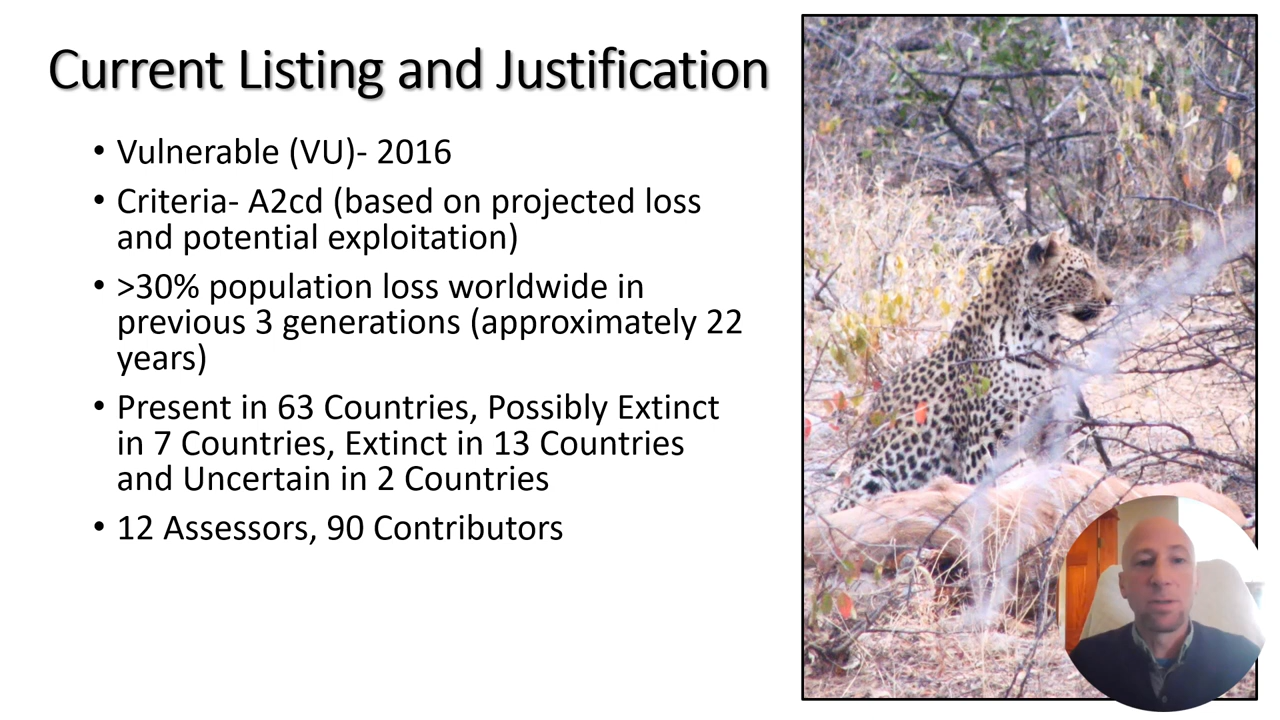 Current Listing and Justification
• Vulnerable (VU)- 2016
• Criteria- A2cd (based on projected loss
and potential exploitation)
• >30% population loss worldwide in
previous 3 generations (approximately 22
years)
• Present in 63 Countries, Possibly Extinct
in 7 Countries, Extinct in 13 Countries
and Uncertain in 2 Countries
• 12 Assessors, 90 Contributors